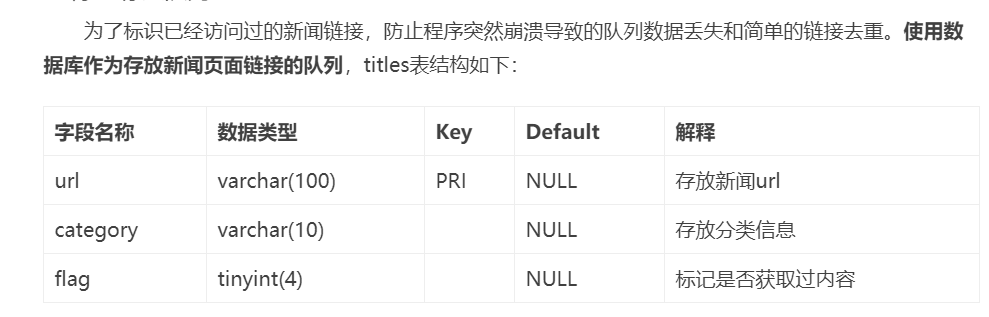 为了标识已经访问过的新闻链接，防止程序突然崩溃导致的队列数据丢失和简单的链接去重。使用数
据库作为存放新闻页面链接的队列，titles表结构如下：
字段名称 数据类型 Key Default 解释
url varchar(100) PRI NULL 存放新闻url
category varchar(10) NULL 存放分类信息
flag tinyint(4) NULL 标记是否获取过内容